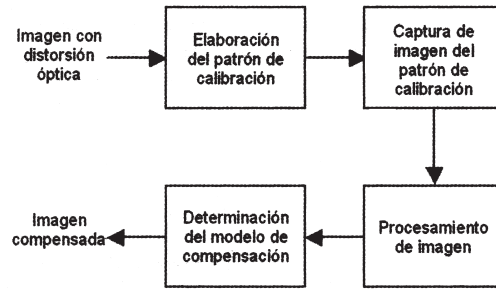 Imagen con
distorsión
óptica
Elaboración
del patrón de
calibración
Captura de
imagen del
patrón de
calibración
Procesamiento
de imagen
Determinación
del modelo de
compensación
Imagen
compensada